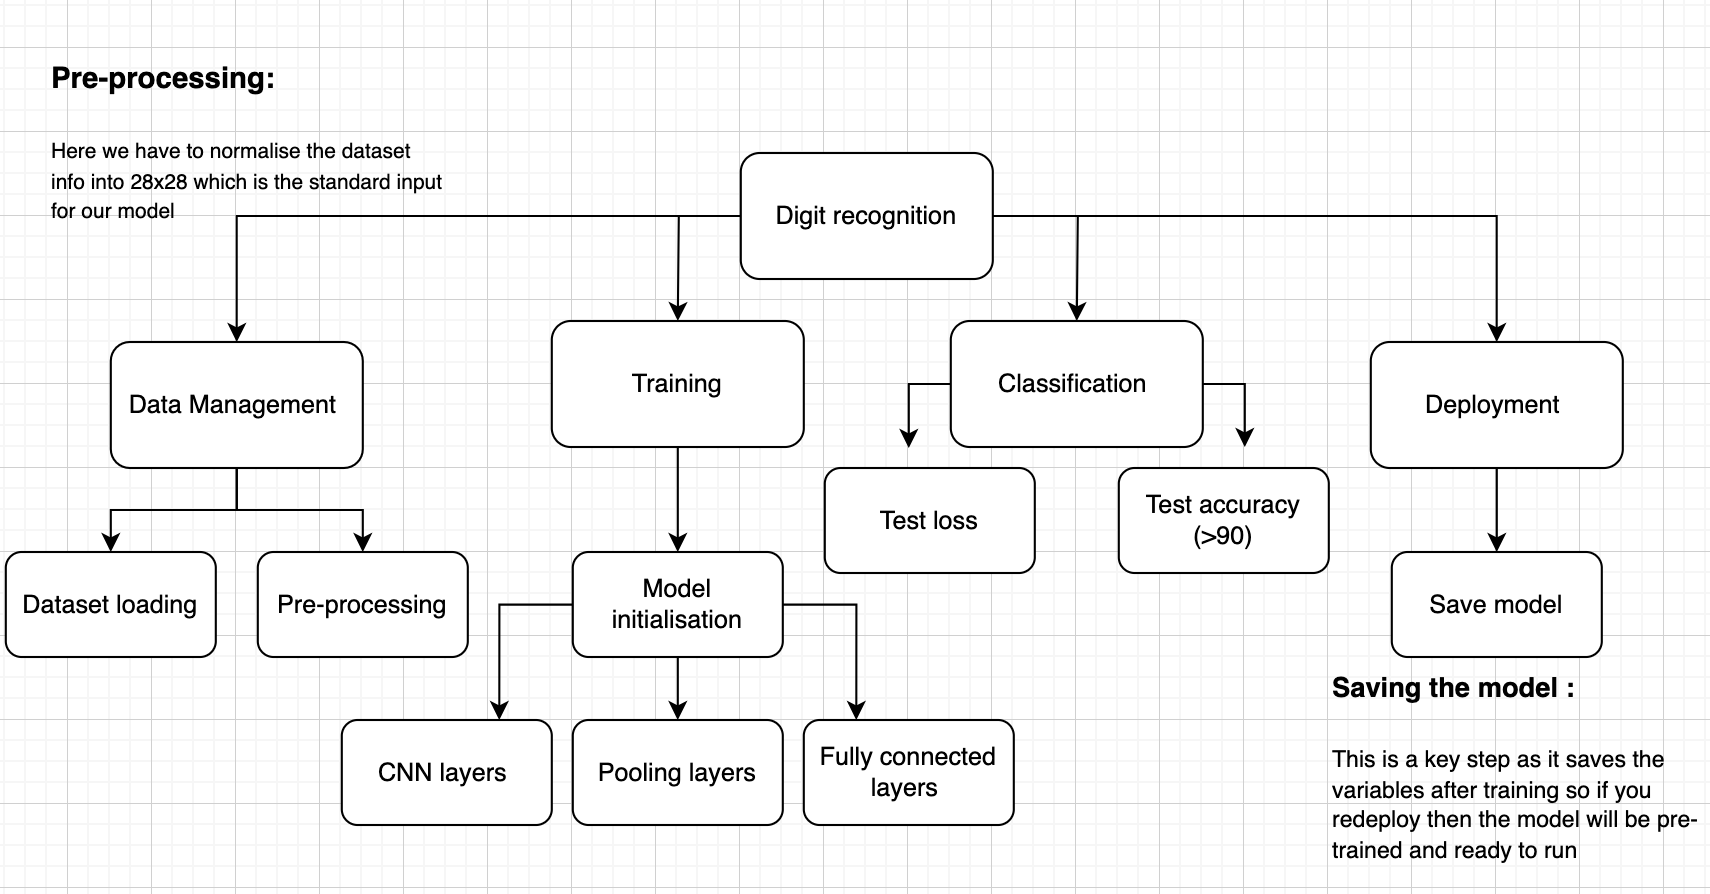 Pre-processing:
Here we have to normalise the dataset
info into 28x28 which is the standard input
for our model
Digit recognition
Data Management
Training
Classification
Deployment
Test loss
Test accuracy
(>90)
Dataset loading
Pre-processing
Model
initialisation
Save model
CNN layers
Pooling layers
Fully connected
layers
Saving the model :
This is a key step as it saves the
variables after training so if you
redeploy then the model will be pre-
trained and ready to run